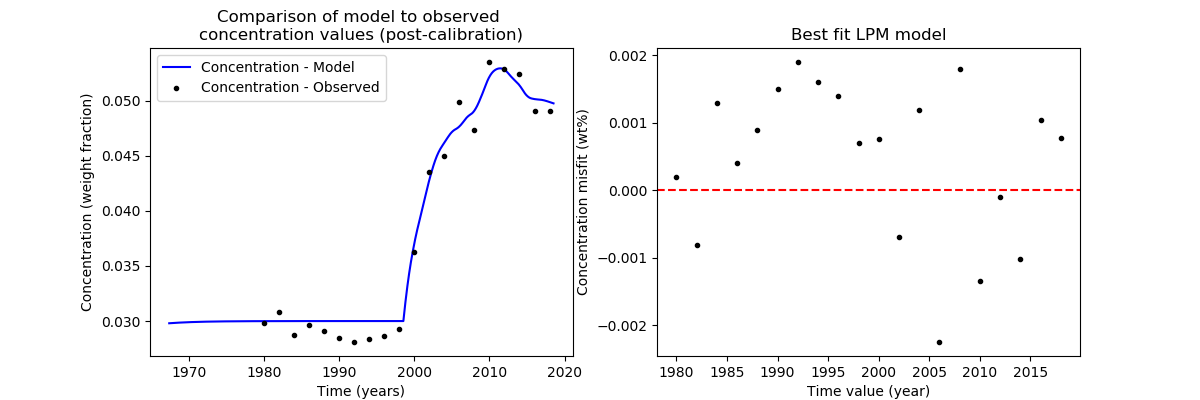 Comparison of model to observed
concentration values (post-calibration)
Concentration - Model
Concentration - Observed
Concentration (weight fraction)
0.050
0.045
0.040
0.035
0.030
1970 1980 1990 2000 2010 2020
Time (years)
Best fit LPM model
Concentration misfit (wt%)
0.002
0.001
0.000
−0.001
−0.002
1980 1985 1990 1995 2000 2005 2010 2015
Time value (year)